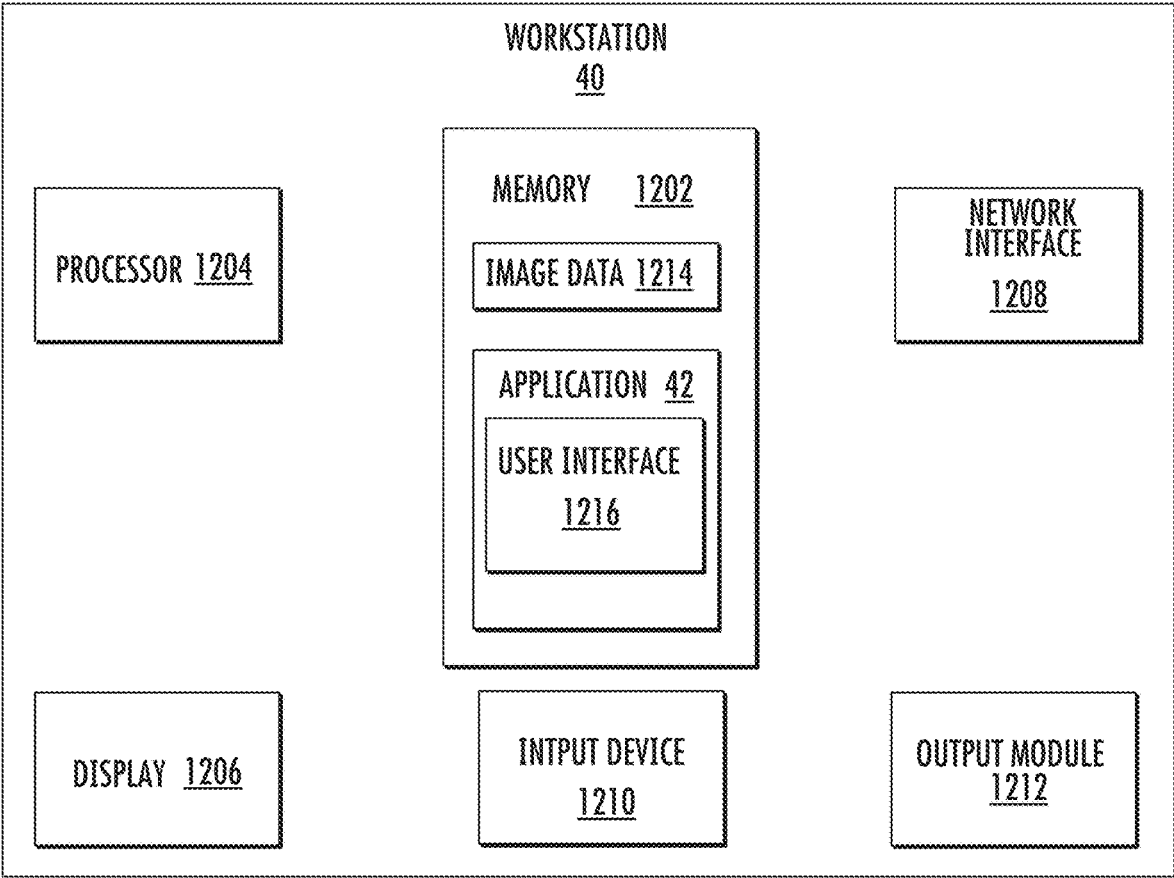 WORKSTATION
40
MEMORY 1202
PROCESSOR 1204
IMAGE DATA 1214
NETWORK
INTERFACE
1208
APPLICATION 42
USER INTERFACE
1216
DISPLAY 1206
INTPUT DEVICE
1210
OUTPUT MODULE
1212